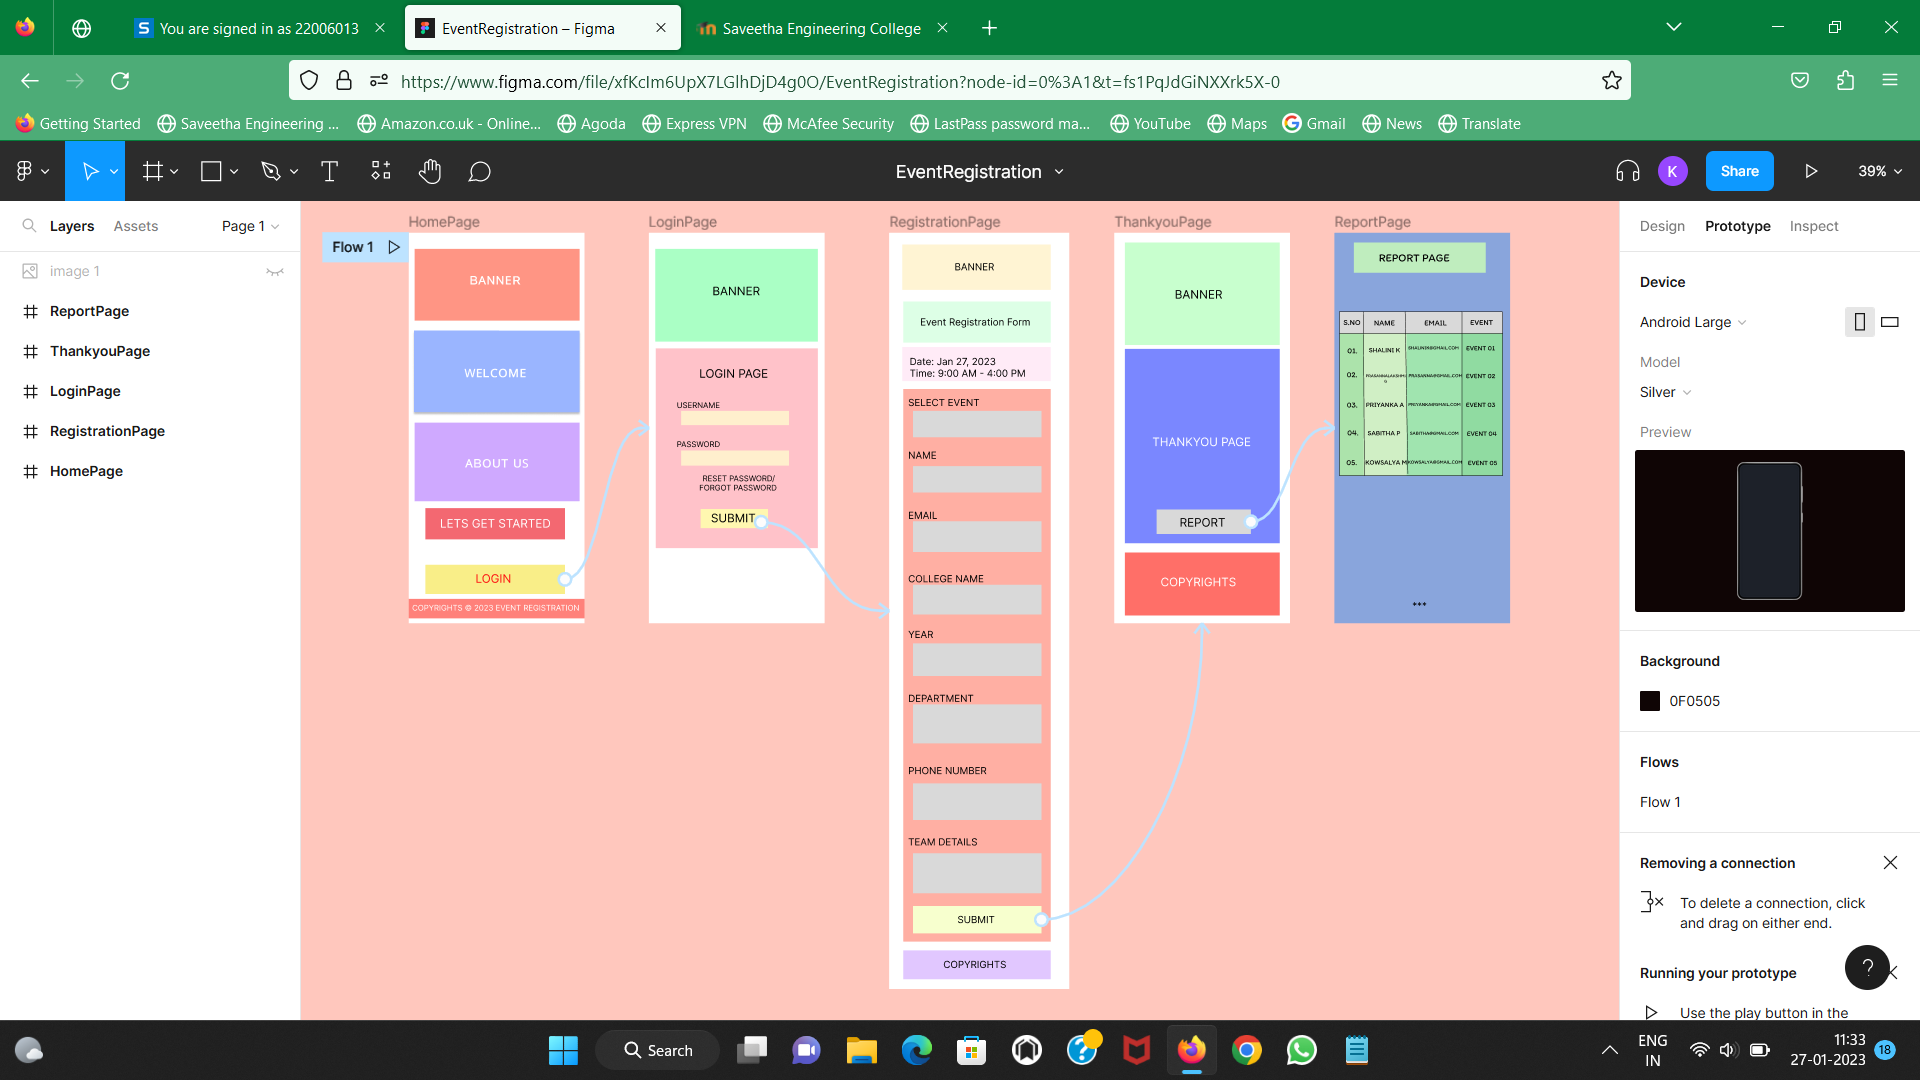 You are signed in as 22006013
EventRegistration – Figma
Saveetha Engineering College
https://www.figma.com/file/xfKcIm6UpX7LGlhDjD4g0O/EventRegistration?node-id=0%3A1&t=fs1PqJdGiNXXrk5X-0
Getting Started
Saveetha Engineering ...
Amazon.co.uk - Online...
Agoda
Express VPN
McAfee Security
LastPass password ma...
YouTube
Maps
Gmail
News
Translate
EventRegistration
K
Share
39%
Layers
Assets
Page 1
image 1
ReportPage
ThankyouPage
LoginPage
RegistrationPage
HomePage
Flow 1
HomePage
BANNER
WELCOME
ABOUT US
LETS GET STARTED
LOGIN
COPYRIGHTS © 2023 EVENT REGISTRATION
LoginPage
BANNER
LOGIN PAGE
USERNAME
PASSWORD
RESET PASSWORD/
FORGOT PASSWORD
SUBMIT
RegistrationPage
BANNER
Event Registration Form
Date: Jan 27, 2023
Time: 9:00 AM - 4:00 PM
SELECT EVENT
NAME
EMAIL
COLLEGE NAME
YEAR
DEPARTMENT
PHONE NUMBER
TEAM DETAILS
SUBMIT
COPYRIGHTS
ThankyouPage
BANNER
THANKYOU PAGE
REPORT
COPYRIGHTS
ReportPage
REPORT PAGE
S.NO NAME EMAIL EVENT
01. SHALINI K EVENT 01
02. EVENT 02
03. PRIYANKA A EVENT 03
04. SABITHA P SABITHA@GMAIL.COM EVENT 04
05. KOWSALYA M KOWSALYA@GMAIL.COM EVENT 05
***
Design
Prototype
Inspect
Device
Android Large
Model
Silver
Preview
Background
0F0505
Flows
Flow 1
Removing a connection
To delete a connection, click
and drag on either end.
Running your prototype
?
Use the play button in the
Search
ENG
IN
11:33
27-01-2023
18